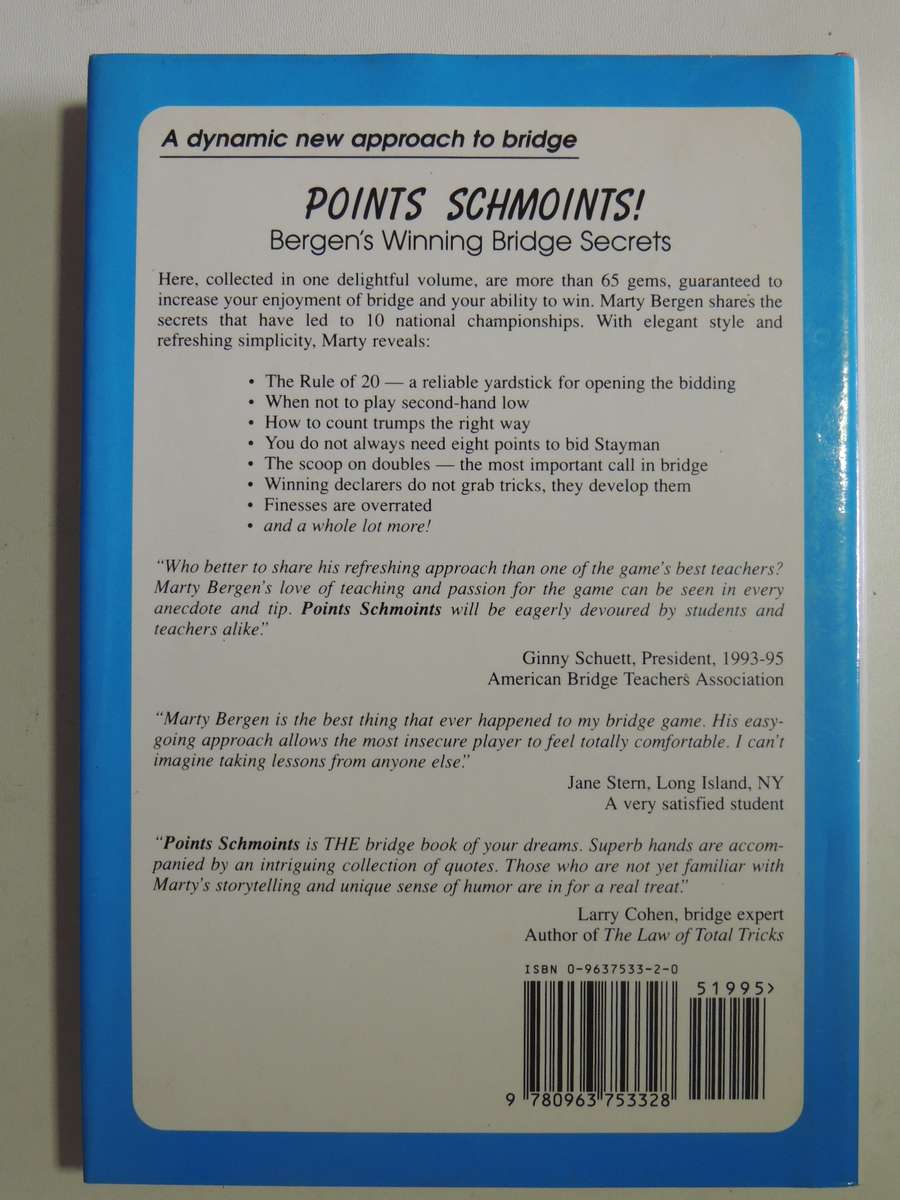 A dynamic new approach to bridge
POINTS SCHMOINTS!
Bergen's Winning Bridge Secrets
Here, collected in one delightful volume, are more than 65 gems, guaranteed to
increase your enjoyment of bridge and your ability to win. Marty Bergen shares the
secrets that have led to 10 national championships. With elegant style and
refreshing simplicity, Marty reveals:
• The Rule of 20 — a reliable yardstick for opening the bidding
• When not to play second-hand low
• How to count trumps the right way
• You do not always need eight points to bid Stayman
• The scoop on doubles — the most important call in bridge
• Winning declarers do not grab tricks, they develop them
• Finesses are overrated
• and a whole lot more!
"Who better to share his refreshing approach than one of the game's best teachers?
Marty Bergen's love of teaching and passion for the game can be seen in every
anecdote and tip. Points Schmoints will be eagerly devoured by students and
teachers alike."
Ginny Schuett, President, 1993-95
American Bridge Teachers Association
"Marty Bergen is the best thing that ever happened to my bridge game. His easy-
going approach allows the most insecure player to feel totally comfortable. I can't
imagine taking lessons from anyone else."
Jane Stern, Long Island, NY
A very satisfied student
"Points Schmoints is THE bridge book of your dreams. Superb hands are accom-
panied by an intriguing collection of quotes. Those who are not yet familiar with
Marty's storytelling and unique sense of humor are in for a real treat."
Larry Cohen, bridge expert
Author of The Law of Total Tricks
ISBN 0-9637533-2-0
51995>
9 780963 753328